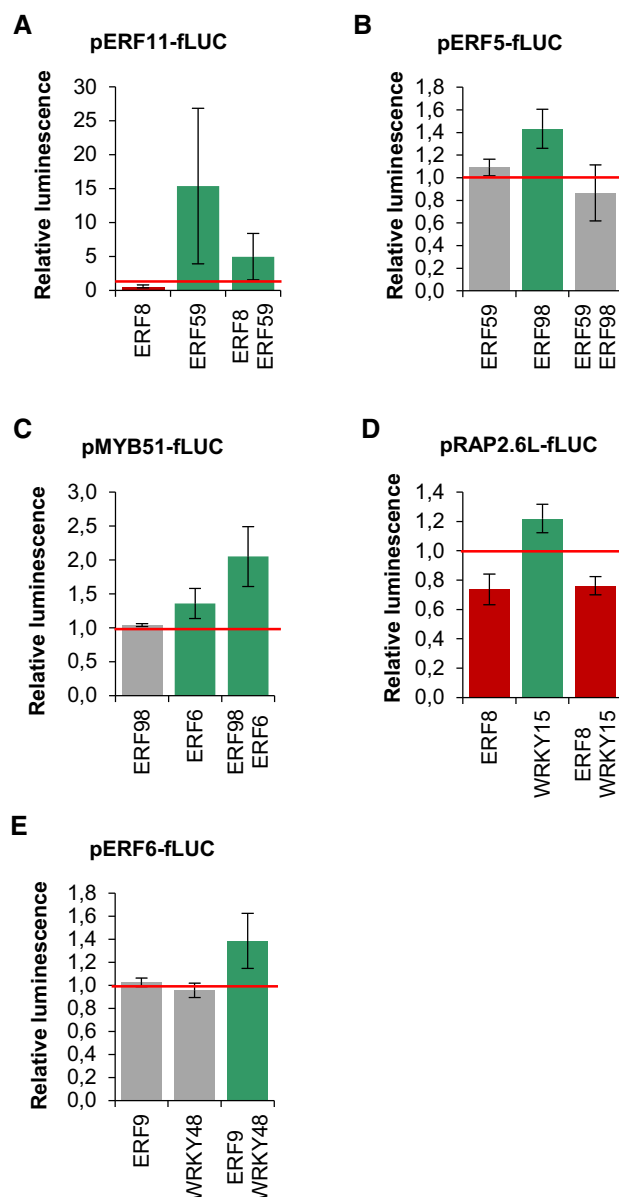 A
pERF11-fLUC
Relative luminescence
30
25
20
15
10
5
0
ERF8
ERF59
ERF8
ERF59
B
pERF5-fLUC
Relative luminescence
1,8
1,6
1,4
1,2
1,0
0,8
0,6
0,4
0,2
0,0
ERF59
ERF98
ERF59
ERF98
C
pMYB51-fLUC
Relative luminescence
3,0
2,5
2,0
1,5
1,0
0,5
0,0
ERF98
ERF6
ERF98
ERF6
D
pRAP2.6L-fLUC
Relative luminescence
1,4
1,2
1,0
0,8
0,6
0,4
0,2
0,0
ERF8
WRKY15
ERF8
WRKY15
E
pERF6-fLUC
Relative luminescence
1,8
1,6
1,4
1,2
1,0
0,8
0,6
0,4
0,2
0,0
ERF9
WRKY48
ERF9
WRKY48